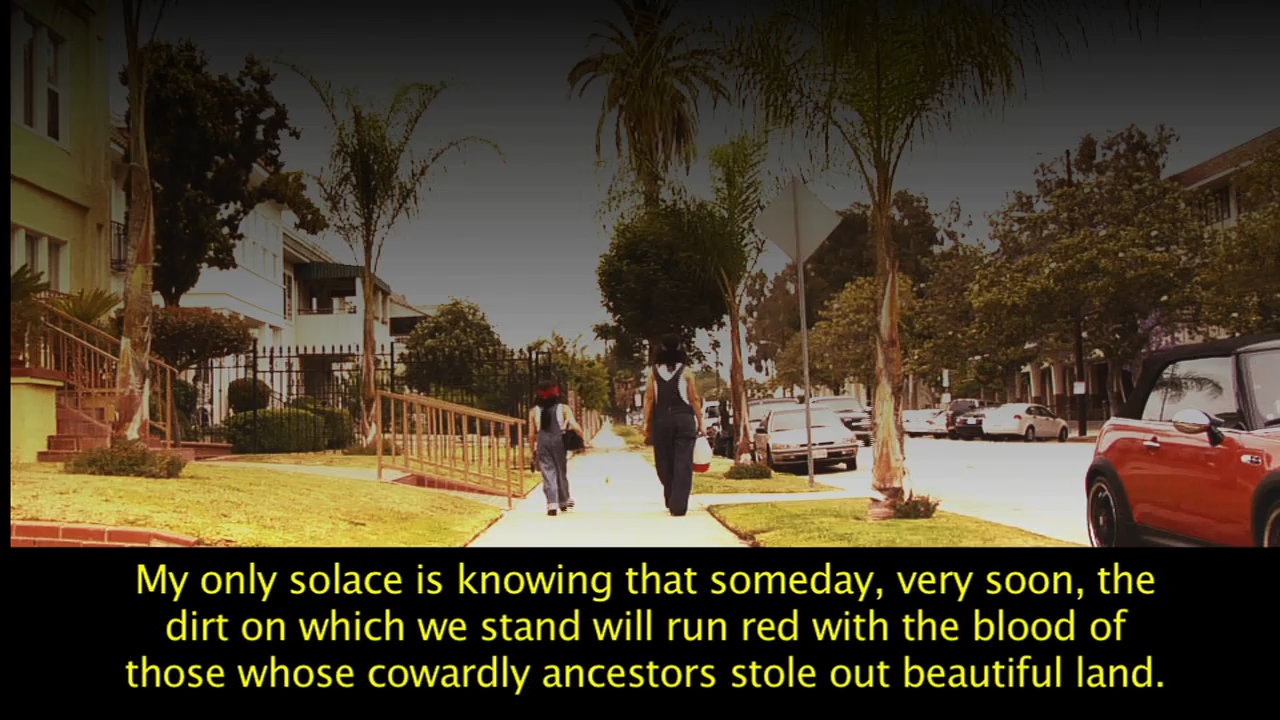 My only solace is knowing that someday, very soon, the
dirt on which we stand will run red with the blood of
those whose cowardly ancestors stole out beautiful land.